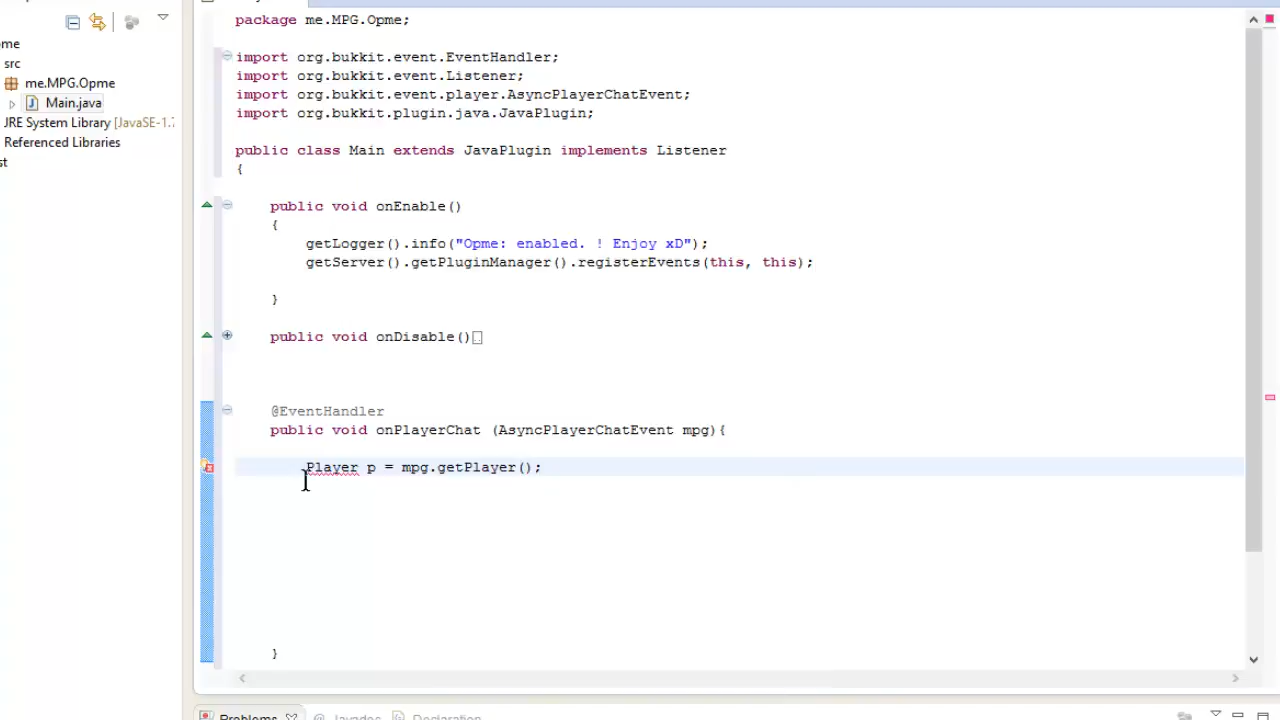 package me.MPG.Opme;
ome
import org.bukkit.event.EventHandler;
src
import org.bukkit.event.Listener;
me.MPG.Opme
import org.bukkit.event.player.AsyncPlayerChatEvent;
Main.java
import org.bukkit.plugin.java.JavaPlugin;
JRE System Library [JavaSE-1.7
Referenced Libraries
public class Main extends JavaPlugin implements Listener
st
{
public void onEnable()
{
getLogger().info("Opme: enabled. ! Enjoy xD");
getServer().getPluginManager().registerEvents(this, this);
}
public void onDisable()
@EventHandler
public void onPlayerChat (AsyncPlayerChatEvent mpg){
Player p = mpg.getPlayer();
}
Problems @ Javadoc Declaration